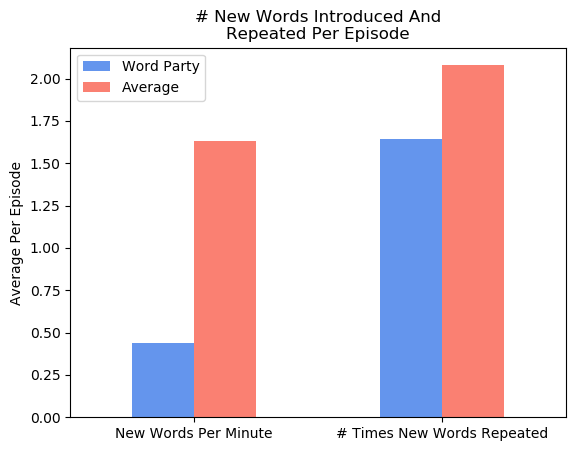 # New Words Introduced And
Repeated Per Episode
Word Party
Average
Average Per Episode
2.00
1.75
1.50
1.25
1.00
0.75
0.50
0.25
0.00
New Words Per Minute
# Times New Words Repeated